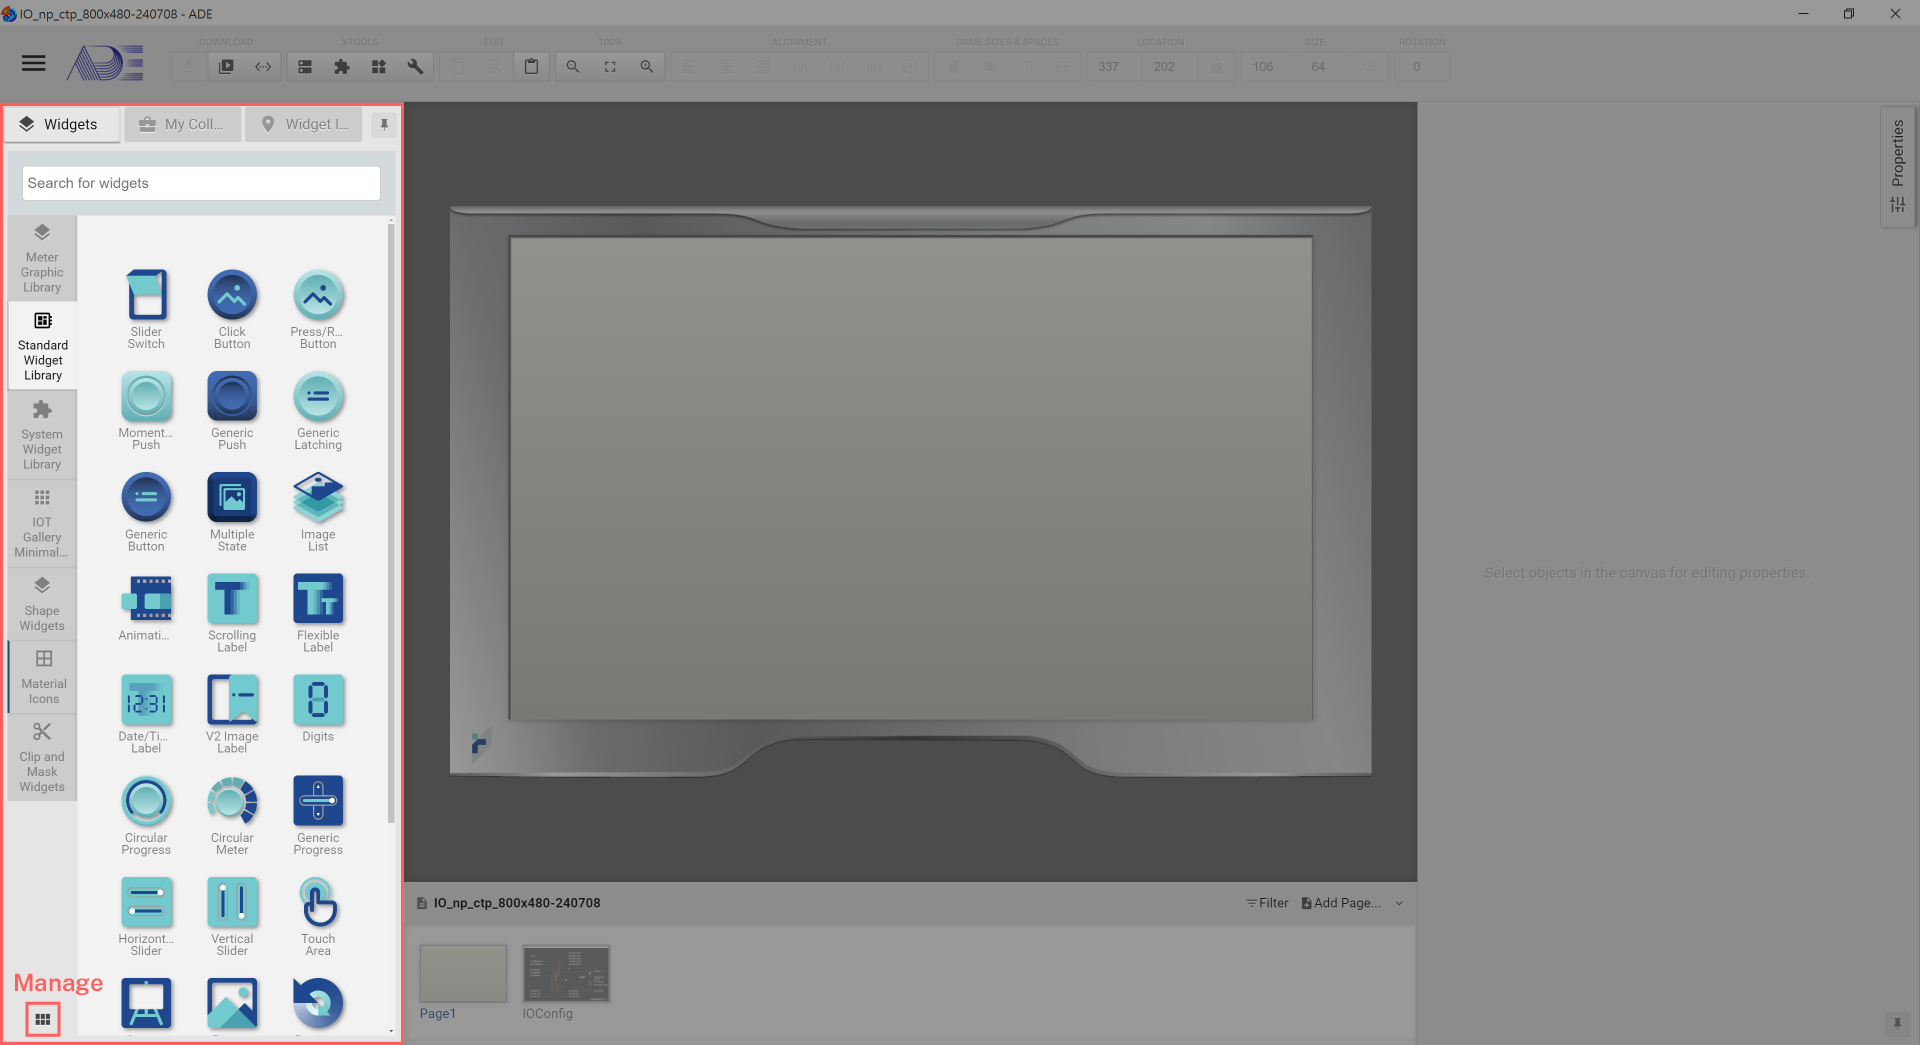 IO_np_ctp_800x480-240708 - ADE
DOWNLOAD
XTOOLS
EDIT
100%
ALIGNMENT
SAME SIZES & SPACES
LOCATION
SIZE
ROTATION
ADE
337
202
106
64
0
Widgets
My Coll...
Widget I...
Search for widgets
Meter
Graphic
Library
Standard
Widget
Library
System
Widget
Library
IOT
Gallery
Minimal...
Shape
Widgets
Material
Icons
Clip and
Mask
Widgets
Slider
Switch
Click
Button
Press/R...
Button
Moment...
Push
Generic
Push
Generic
Latching
Generic
Button
Multiple
State
Image
List
Animati...
Scrolling
Label
Flexible
Label
12:31
Date/Ti...
Label
V2 Image
Label
Digits
Circular
Progress
Circular
Meter
Generic
Progress
Horizont...
Slider
Vertical
Slider
Touch
Area
Manage
Properties
Select objects in the canvas for editing properties.
IO_np_ctp_800x480-240708
Filter
Add Page...
Page1
IOConfig